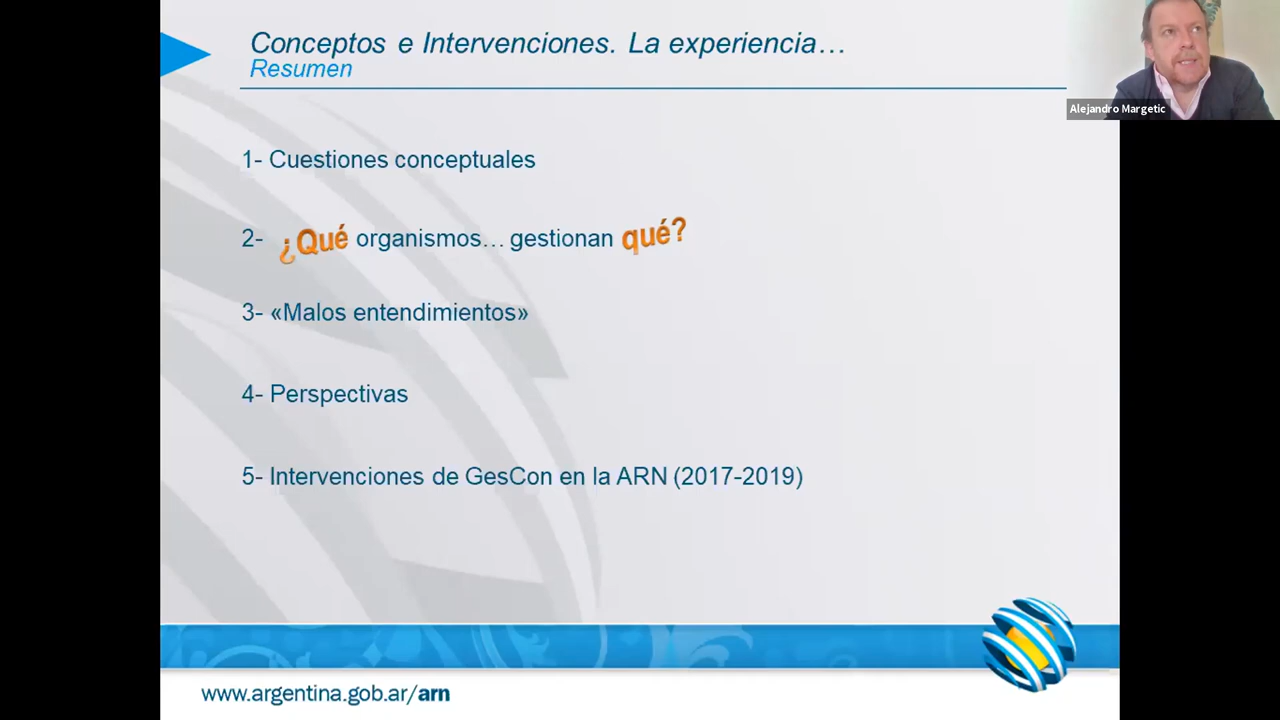 Conceptos e Intervenciones. La experiencia…
Resumen
Alejandro Margetic
1- Cuestiones conceptuales
2- ¿Qué organismos… gestionan qué?
3- «Malos entendimientos»
4- Perspectivas
5- Intervenciones de GesCon en la ARN (2017-2019)
www.argentina.gob.ar/arn